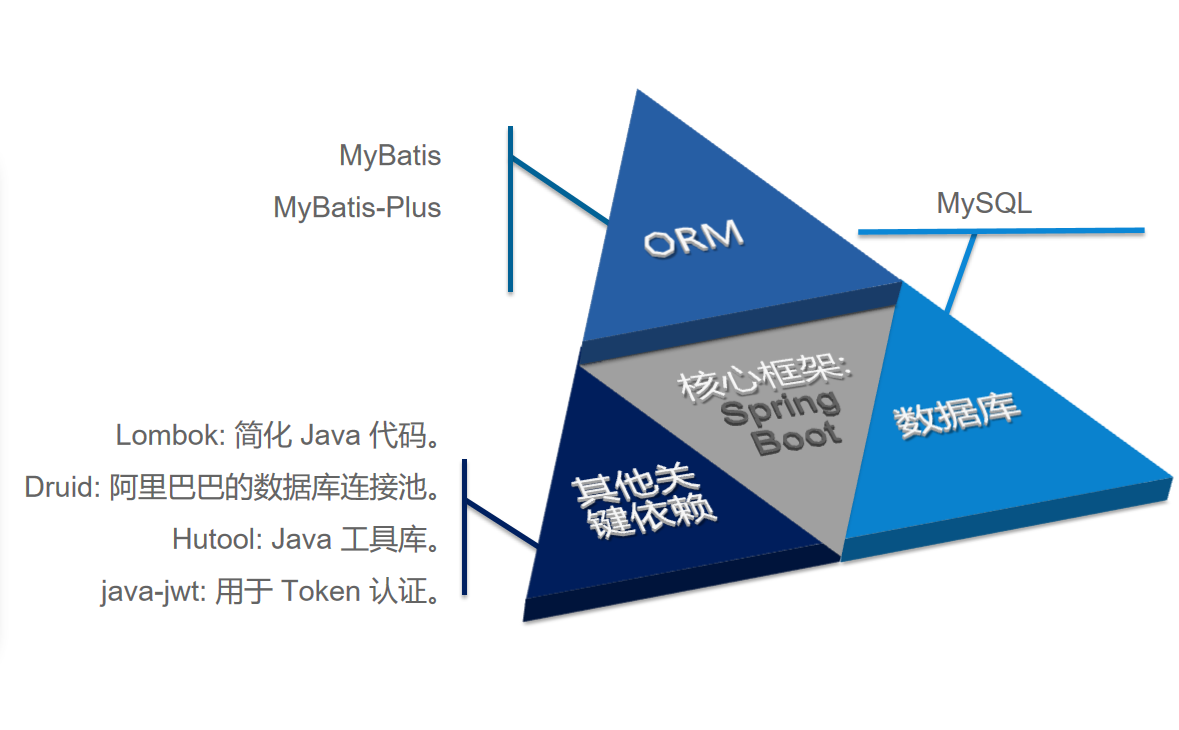 MyBatis
MyBatis-Plus
ORM
MySQL
核心框架:
Spring
Boot
数据库
其他关
键依赖
Lombok: 简化 Java 代码。
Druid: 阿里巴巴的数据库连接池。
Hutool: Java 工具库。
java-jwt: 用于 Token 认证。